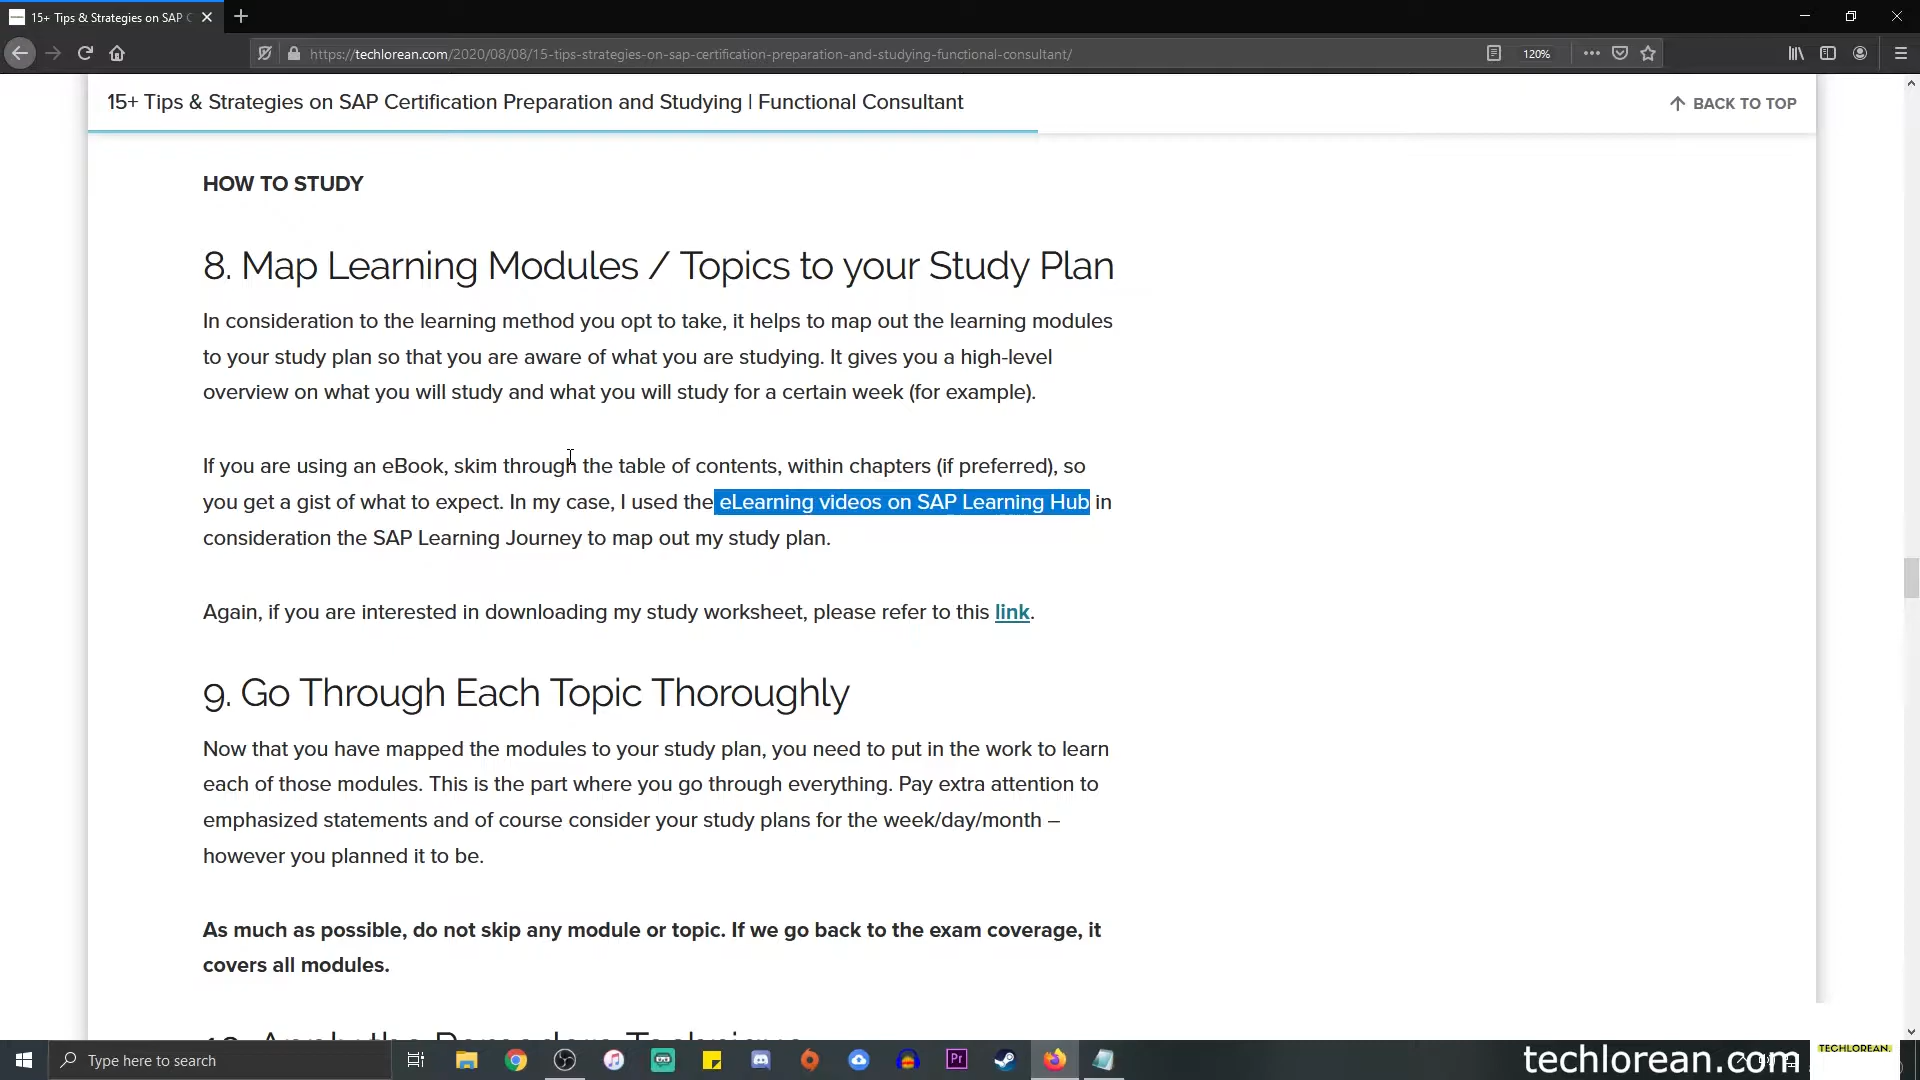 15+ Tips & Strategies on SAP C
https://techlorean.com/2020/08/08/15-tips-strategies-on-sap-certification-preparation-and-studying-functional-consultant/
120%
15+ Tips & Strategies on SAP Certification Preparation and Studying | Functional Consultant
BACK TO TOP
HOW TO STUDY
8. Map Learning Modules / Topics to your Study Plan
In consideration to the learning method you opt to take, it helps to map out the learning modules
to your study plan so that you are aware of what you are studying. It gives you a high-level
overview on what you will study and what you will study for a certain week (for example).
If you are using an eBook, skim through the table of contents, within chapters (if preferred), so
you get a gist of what to expect. In my case, I used the eLearning videos on SAP Learning Hub in
consideration the SAP Learning Journey to map out my study plan.
Again, if you are interested in downloading my study worksheet, please refer to this link.
9. Go Through Each Topic Thoroughly
Now that you have mapped the modules to your study plan, you need to put in the work to learn
each of those modules. This is the part where you go through everything. Pay extra attention to
emphasized statements and of course consider your study plans for the week/day/month –
however you planned it to be.
As much as possible, do not skip any module or topic. If we go back to the exam coverage, it
covers all modules.
Type here to search
Pr
techlorean.com
TECHLOREAN.